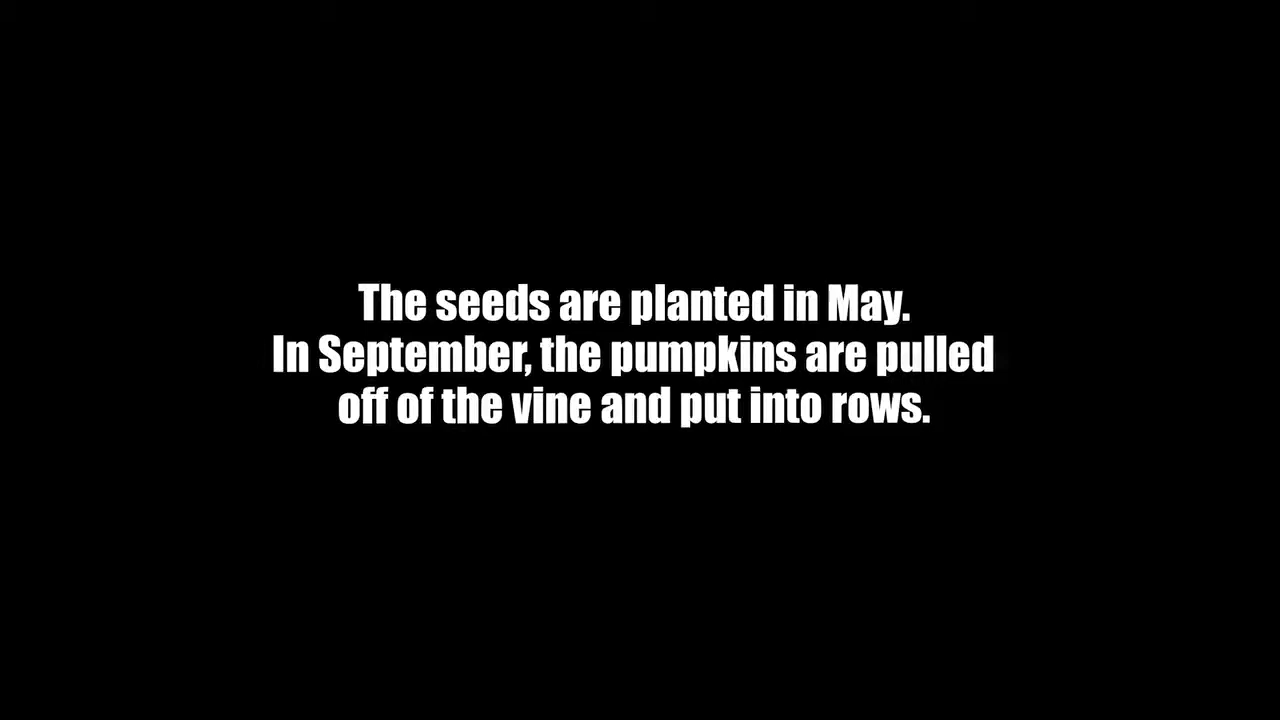 The seeds are planted in May.
In September, the pumpkins are pulled
off of the vine and put into rows.